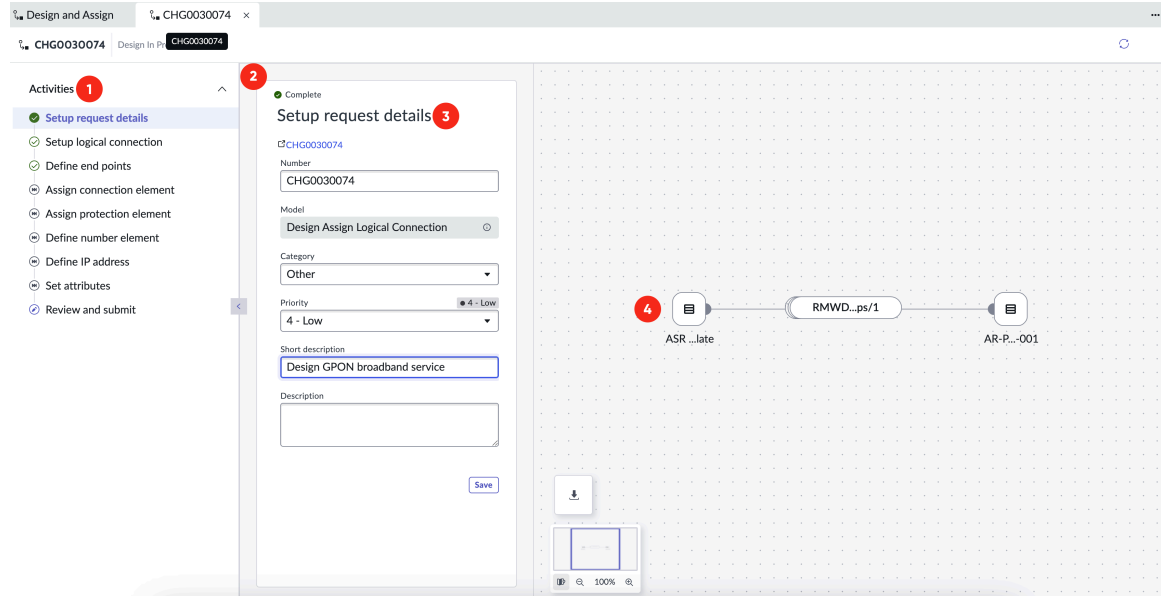 Design and Assign
CHG0030074 ×
CHG0030074
Design In Pr
CHG0030074
Activities 1
Setup request details
Setup logical connection
Define end points
Assign connection element
Assign protection element
Define number element
Define IP address
Set attributes
Review and submit
2
Complete
Setup request details 3
CHG0030074
Number
CHG0030074
Model
Design Assign Logical Connection
Category
Other
Priority
4 - Low
4 - Low
Short description
Design GPON broadband service
Description
Save
4
RMWD...ps/1
ASR ...late
AR-P...-001
100%